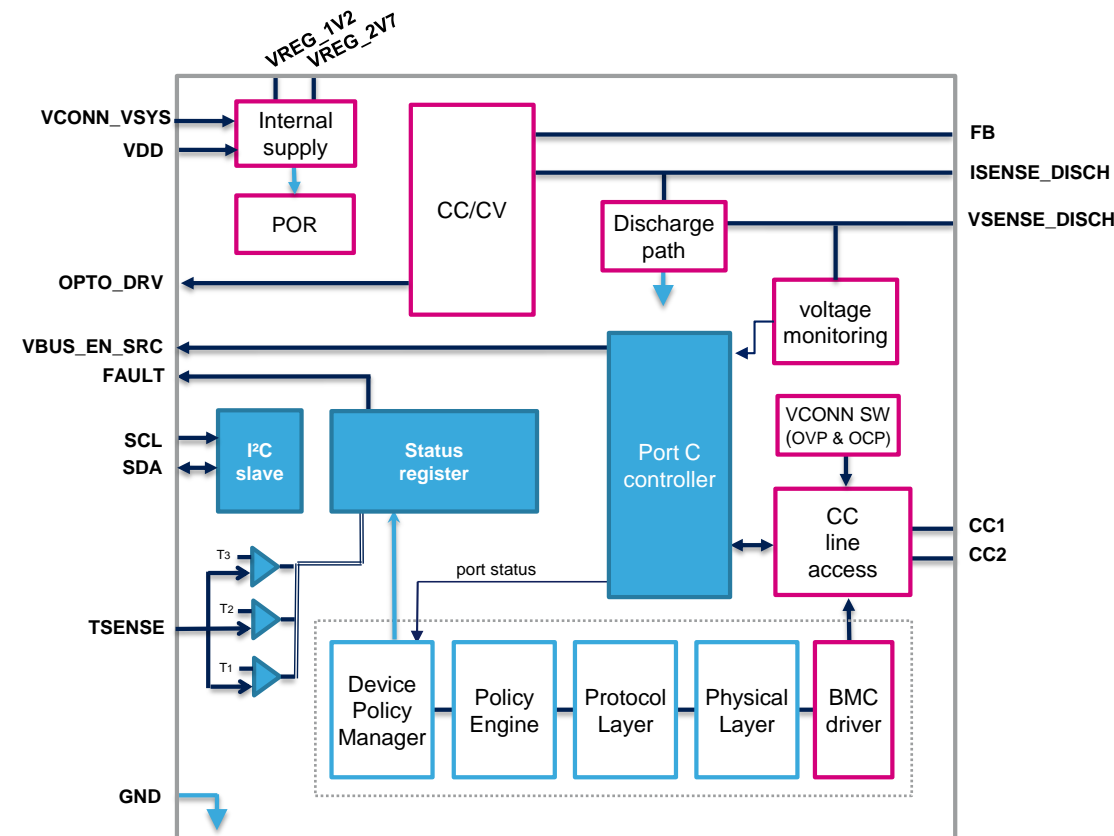 VREG_1V2
VREG_2V7
VCONN_VSYS
VDD
Internal
supply
POR
CC/CV
FB
ISENSE_DISCH
VSENSE_DISCH
Discharge
path
OPTO_DRV
voltage
monitoring
VBUS_EN_SRC
FAULT
SCL
SDA
I²C
slave
Status
register
Port C
controller
VCONN SW
(OVP & OCP)
CC
line
access
CC1
CC2
T3
T2
T1
TSENSE
port status
Device
Policy
Manager
Policy
Engine
Protocol
Layer
Physical
Layer
BMC
driver
GND